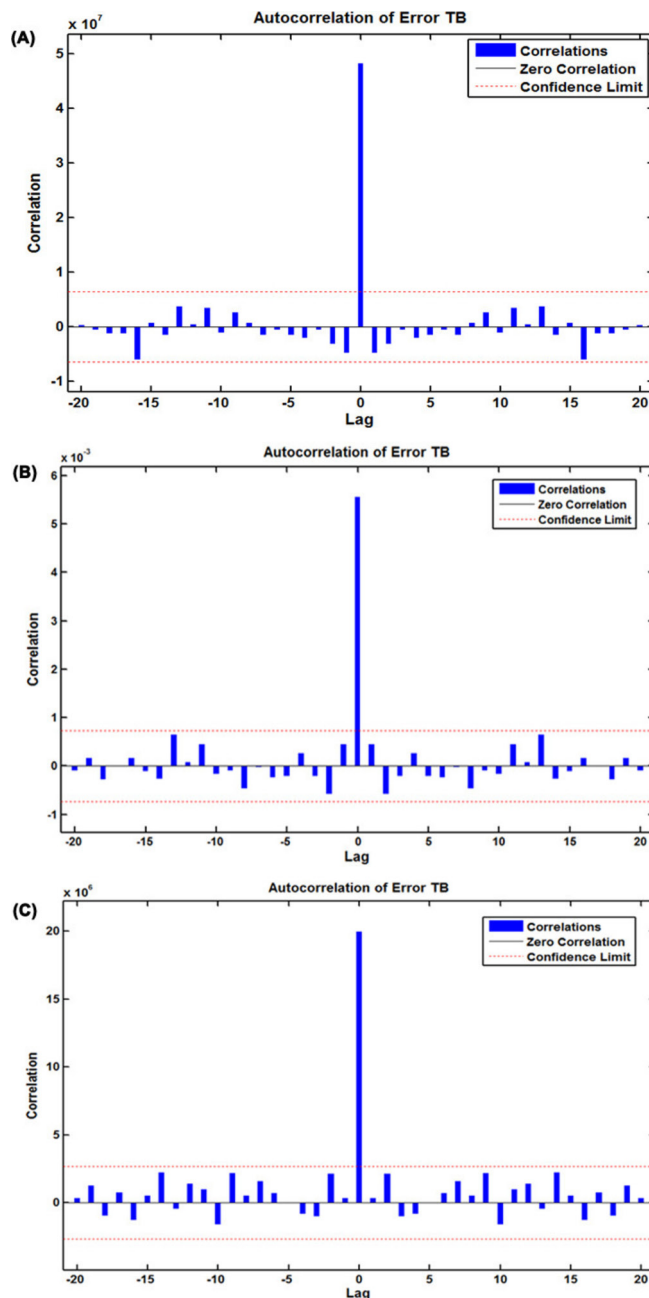 (A)
Autocorrelation of Error TB
x 10^7
Correlations
Zero Correlation
Confidence Limit
5
4
3
2
1
0
-1
Correlation
-20 -15 -10 -5 0 5 10 15 20
Lag
(B)
Autocorrelation of Error TB
x 10^-3
Correlations
Zero Correlation
Confidence Limit
6
5
4
3
2
1
0
-1
Correlation
-20 -15 -10 -5 0 5 10 15 20
Lag
(C)
Autocorrelation of Error TB
x 10^6
Correlations
Zero Correlation
Confidence Limit
20
15
10
5
0
Correlation
-20 -15 -10 -5 0 5 10 15 20
Lag